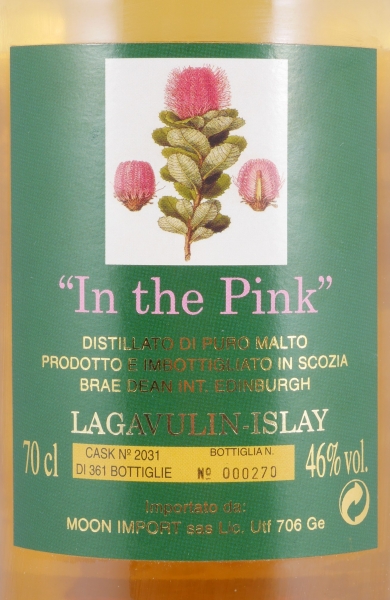 "In the Pink"
DISTILLATO DI PURO MALTO
PRODOTTO E IMBOTTIGLIATO IN SCOZIA
BRAE DEAN INT. EDINBURGH
LAGAVULIN-ISLAY
70 cl
CASK Nº 2031
DI 361 BOTTIGLIE
BOTTIGLIA N.
Nº 000270
46% vol.
Importato da:
MOON IMPORT sas Lic. Utf 706 Ge